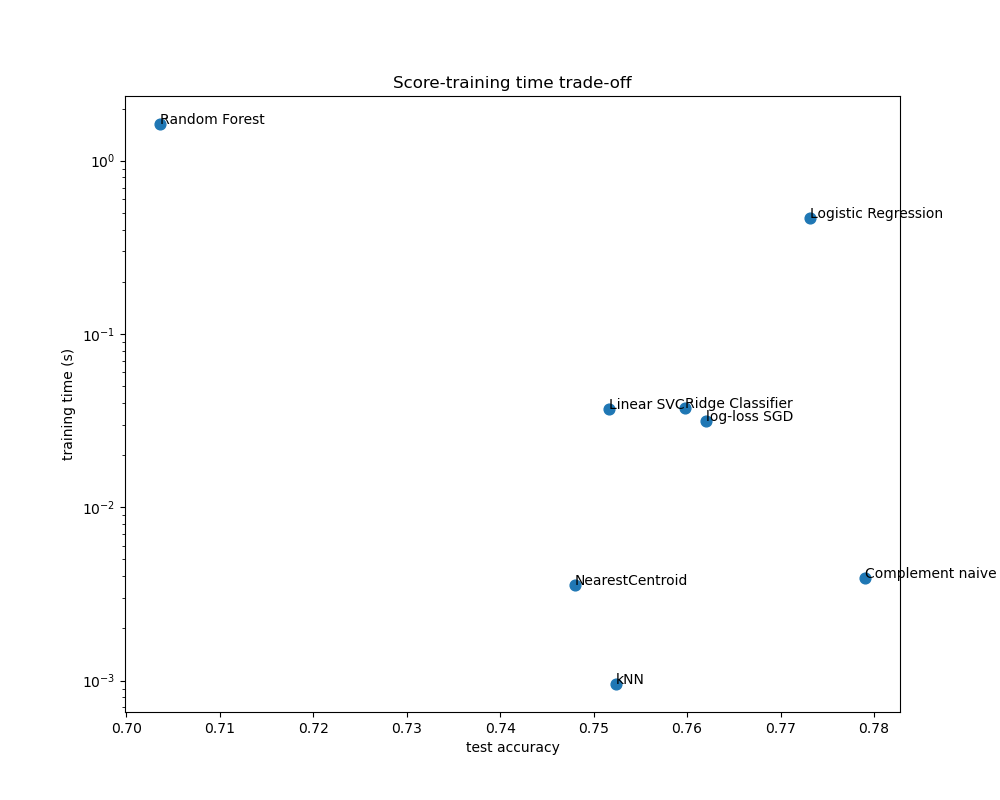 Score-training time trade-off
Random Forest
10⁰
Logistic Regression
10⁻¹
training time (s)
Linear SVC
Ridge Classifier
log-loss SGD
10⁻²
Complement naive
NearestCentroid
kNN
10⁻³
0.70 0.71 0.72 0.73 0.74 0.75 0.76 0.77 0.78
test accuracy